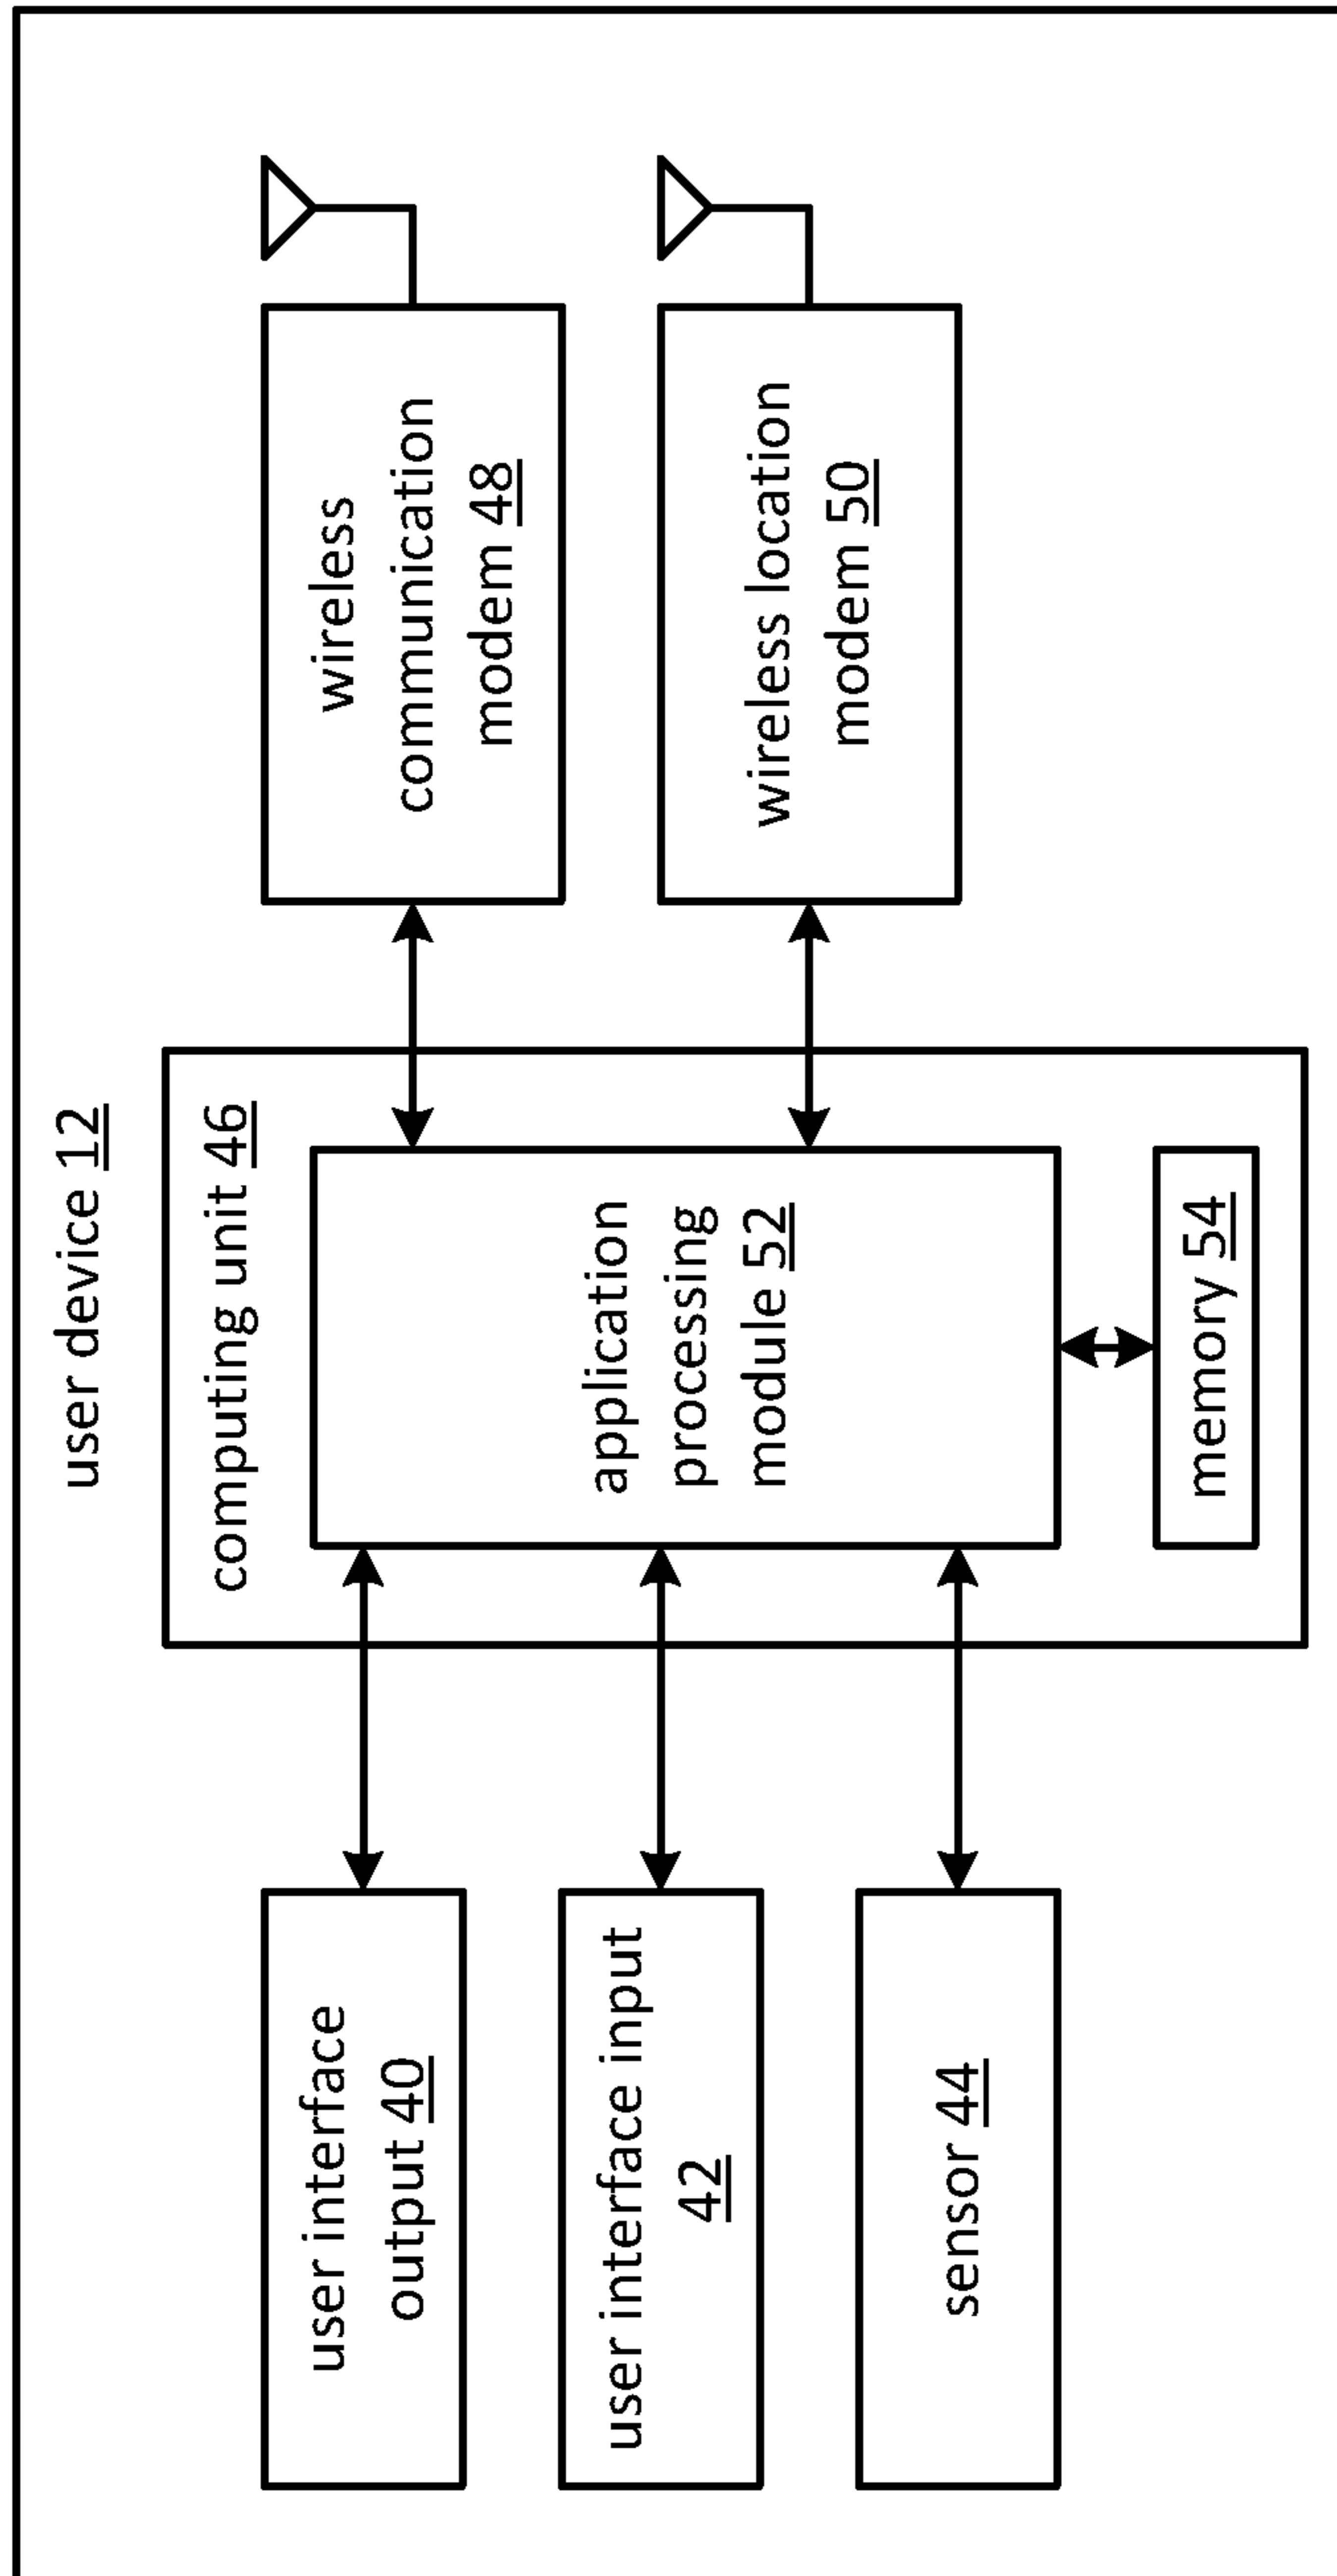 user device 12
computing unit 46
user interface
output 40
user interface input
42
sensor 44
application
processing
module 52
memory 54
wireless
communication
modem 48
wireless location
modem 50